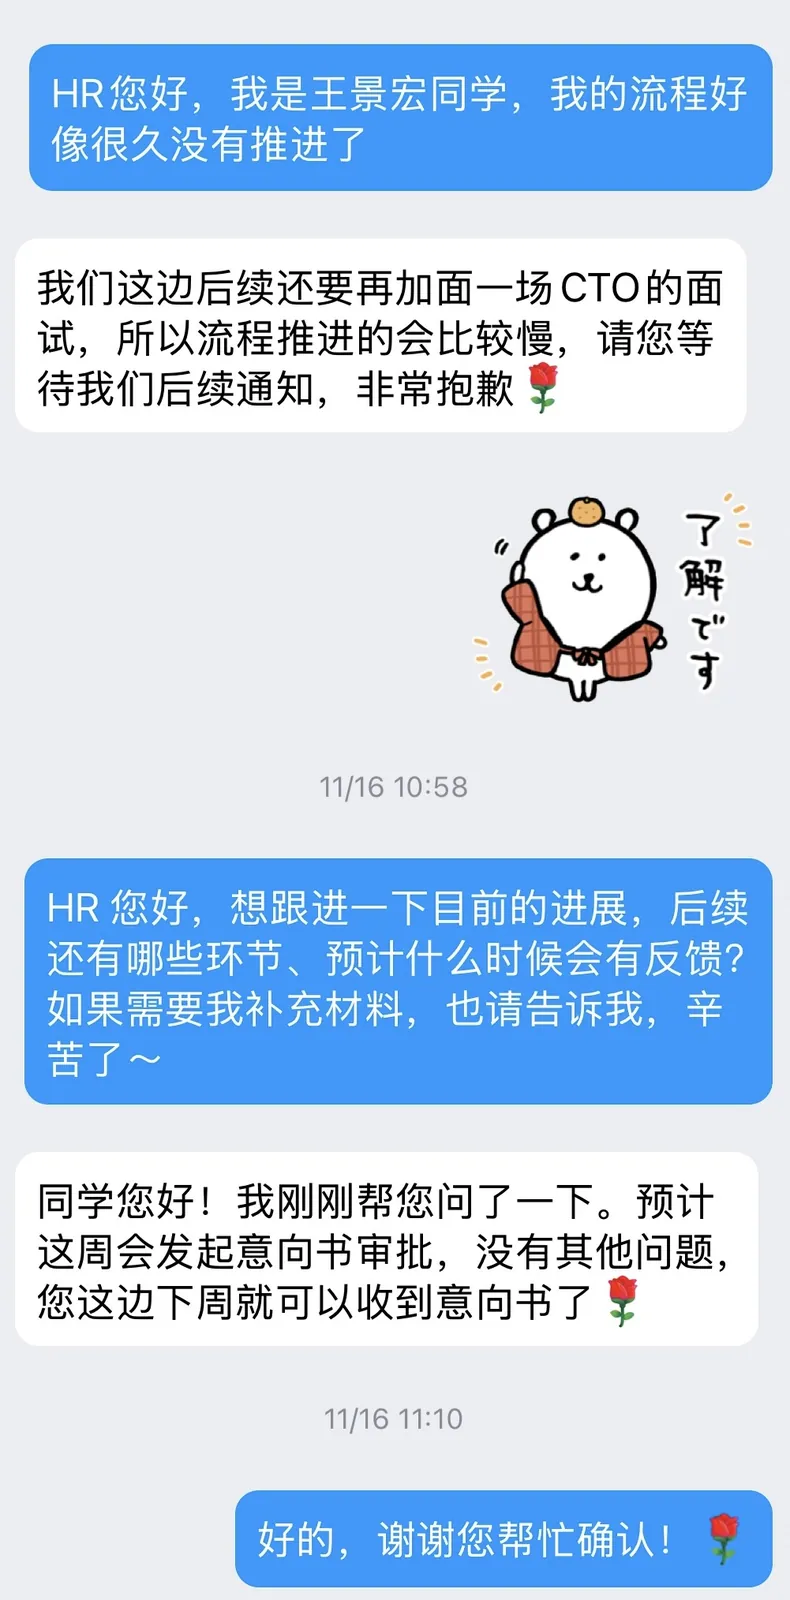 HR您好，我是王景宏同学，我的流程好
像很久没有推进了
我们这边后续还要再加面一场CTO的面
试，所以流程推进的会比较慢，请您等
待我们后续通知，非常抱歉🌹
了解です
11/16 10:58
HR 您好，想跟进一下目前的进展，后续
还有哪些环节、预计什么时候会有反馈？
如果需要我补充材料，也请告诉我，辛
苦了～
同学您好！我刚刚帮您问了一下。预计
这周会发起意向书审批，没有其他问题，
您这边下周就可以收到意向书了🌹
11/16 11:10
好的，谢谢您帮忙确认！🌹